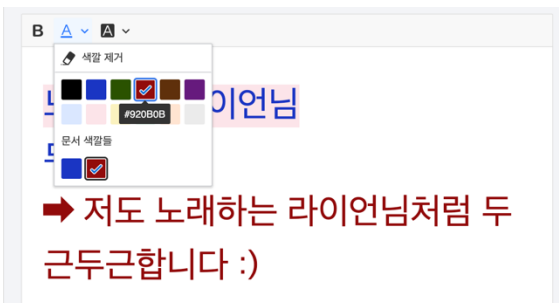 B A A
색깔 제거
이언님
#920B0B
문서 색깔들
➡ 저도 노래하는 라이언님처럼 두
근두근합니다 :)